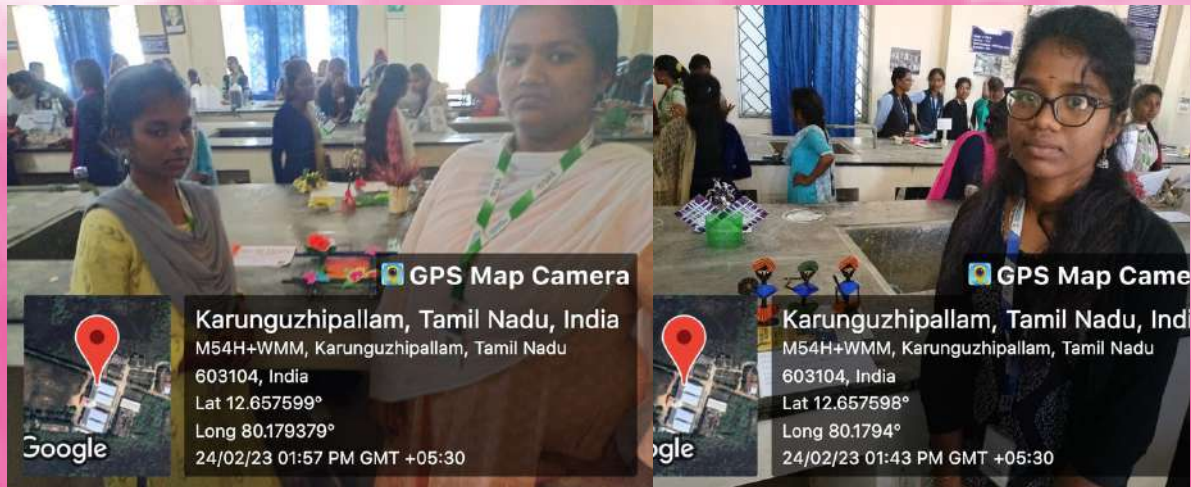 GPS Map Camera
Karunguzhipallam, Tamil Nadu, India
M54H+WMM, Karunguzhipallam, Tamil Nadu
603104, India
Lat 12.657599°
Long 80.179379°
24/02/23 01:57 PM GMT +05:30
Google
GPS Map Came
Karunguzhipallam, Tamil Nadu, Indi
M54H+WMM, Karunguzhipallam, Tamil Nadu
603104, India
Lat 12.657598°
Long 80.1794°
24/02/23 01:43 PM GMT +05:30
ogle